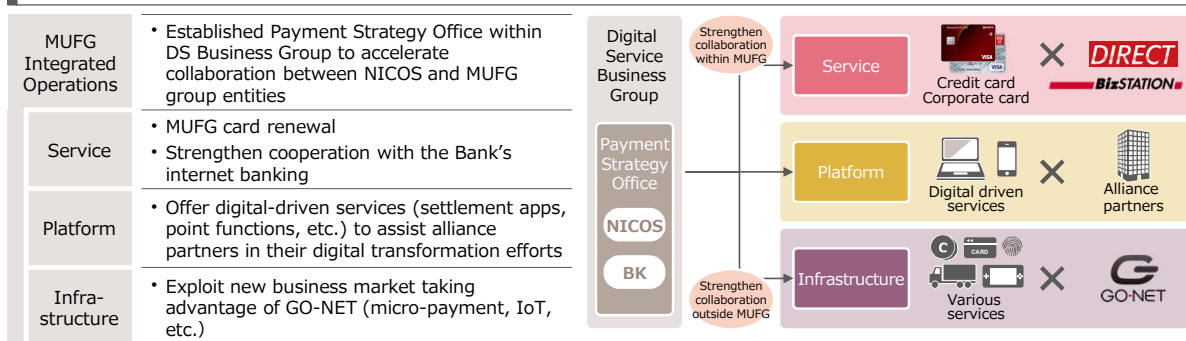 MUFG
Integrated
Operations
• Established Payment Strategy Office within
DS Business Group to accelerate
collaboration between NICOS and MUFG
group entities
Service
• MUFG card renewal
• Strengthen cooperation with the Bank's
internet banking
Platform
• Offer digital-driven services (settlement apps,
point functions, etc.) to assist alliance
partners in their digital transformation efforts
Infra-
structure
• Exploit new business market taking
advantage of GO-NET (micro-payment, IoT,
etc.)
Digital
Service
Business
Group
Payment
Strategy
Office
NICOS
BK
Strengthen
collaboration
within MUFG
Strengthen
collaboration
outside MUFG
Service
VISA
VISA
Credit card
Corporate card
DIRECT
BizSTATION
Platform
Digital driven
services
Alliance
partners
Infrastructure
C
CARD
Various
services
GO-NET